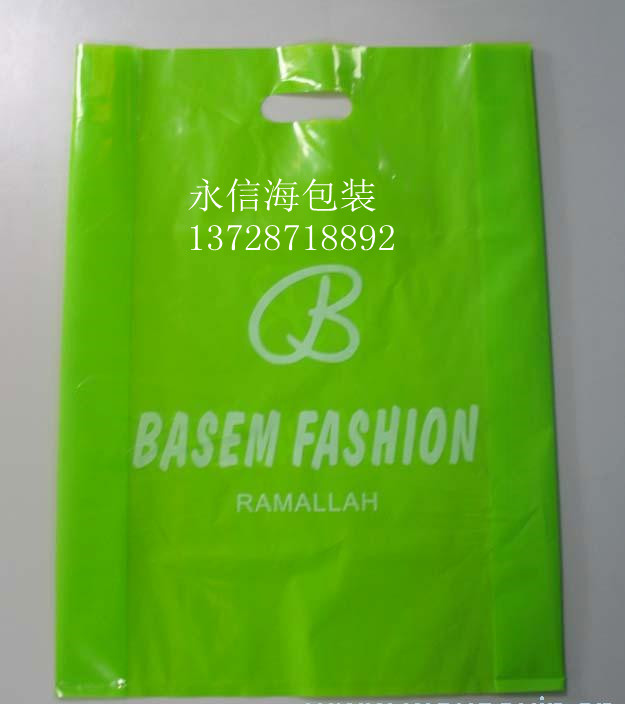 永信海包装
13728718892
B
BASEM FASHION
RAMALLAH